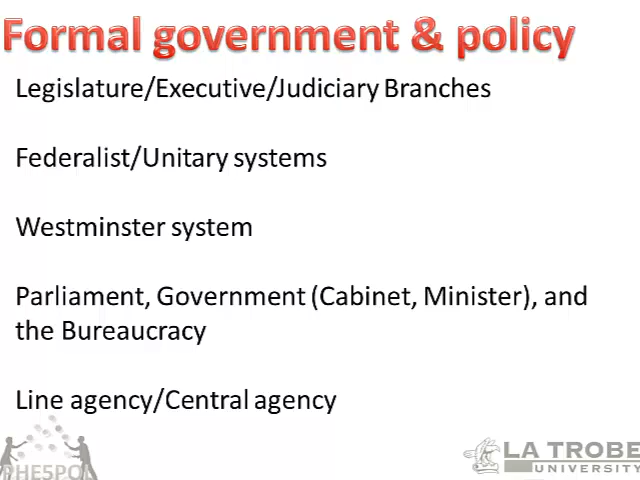 Formal government & policy
Legislature/Executive/Judiciary Branches
Federalist/Unitary systems
Westminster system
Parliament, Government (Cabinet, Minister), and
the Bureaucracy
Line agency/Central agency
PHE5POL
LA TROBE
UNIVERSITY